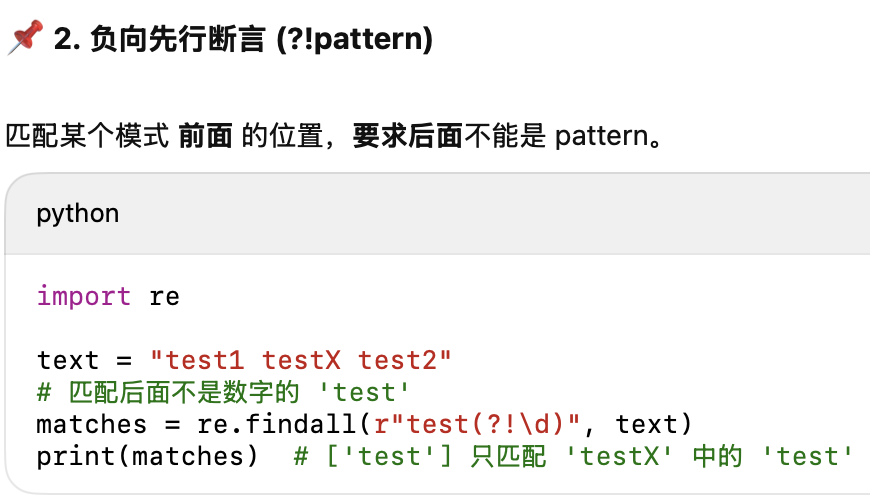 📌 2. 负向先行断言 (?!pattern)
匹配某个模式 前面 的位置，要求后面不能是 pattern。
python
import re
text = "test1 testX test2"
# 匹配后面不是数字的 'test'
matches = re.findall(r"test(?!\d)", text)
print(matches)  # ['test'] 只匹配 'testX' 中的 'test'